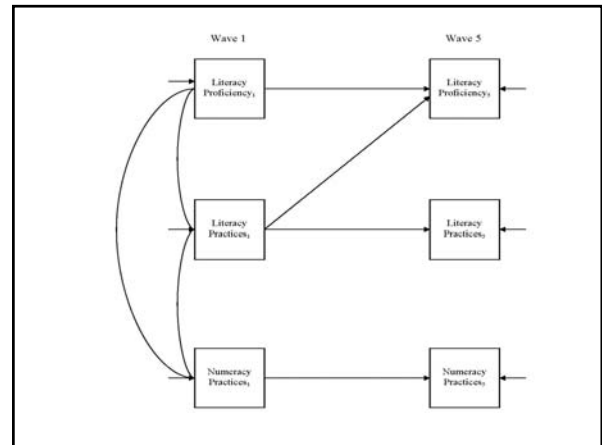 Wave 1
Wave 5
Literacy
Proficiency₁
Literacy
Proficiency₅
Literacy
Practices₁
Literacy
Practices₅
Numeracy
Practices₁
Numeracy
Practices₅